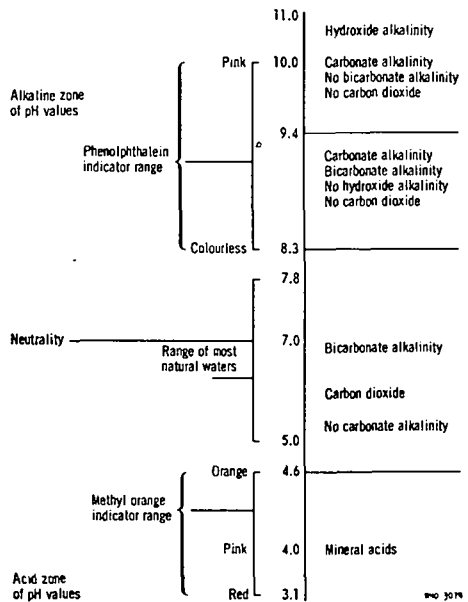 11.0
Hydroxide alkalinity
Pink
10.0
Carbonate alkalinity
No bicarbonate alkalinity
No carbon dioxide
Alkaline zone
of pH values
9.4
Phenolphthalein
indicator range
Carbonate alkalinity
Bicarbonate alkalinity
No hydroxide alkalinity
No carbon dioxide
Colourless
8.3
7.8
Neutrality
7.0
Range of most
natural waters
Bicarbonate alkalinity
Carbon dioxide
No carbonate alkalinity
5.0
Orange
4.6
Methyl orange
indicator range
Pink
4.0
Mineral acids
Acid zone
of pH values
Red
3.1
WHO 3079